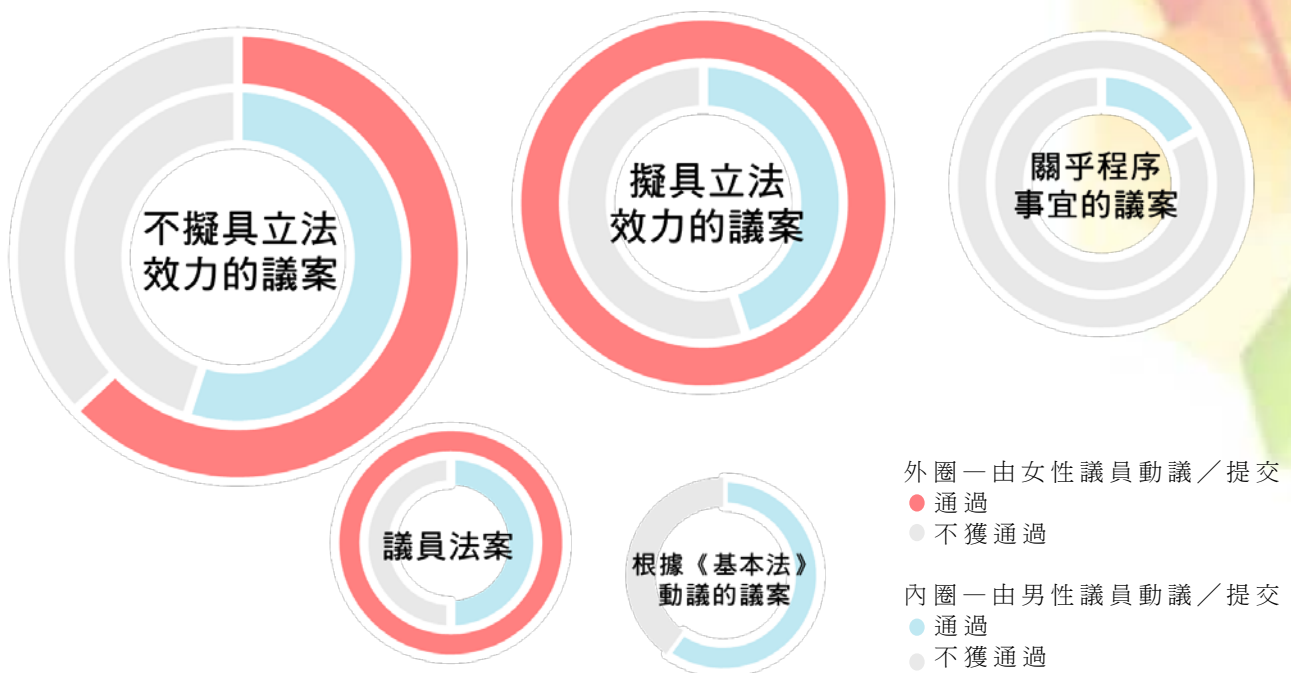 不擬具立法
效力的議案
擬具立法
效力的議案
關乎程序
事宜的議案
議員法案
根據《基本法》
動議的議案
外圈－由女性議員動議／提交
通過
不獲通過
內圈－由男性議員動議／提交
通過
不獲通過